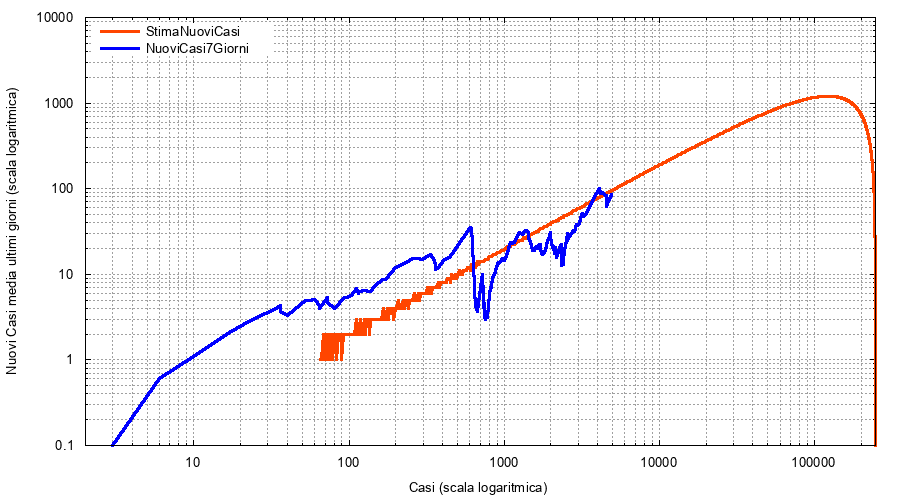 10000
1000
100
10
1
0.1
StimaNuoviCasi
NuoviCasi7Giorni
Nuovi Casi media ultimi giorni (scala logaritmica)
10
100
1000
10000
100000
Casi (scala logaritmica)